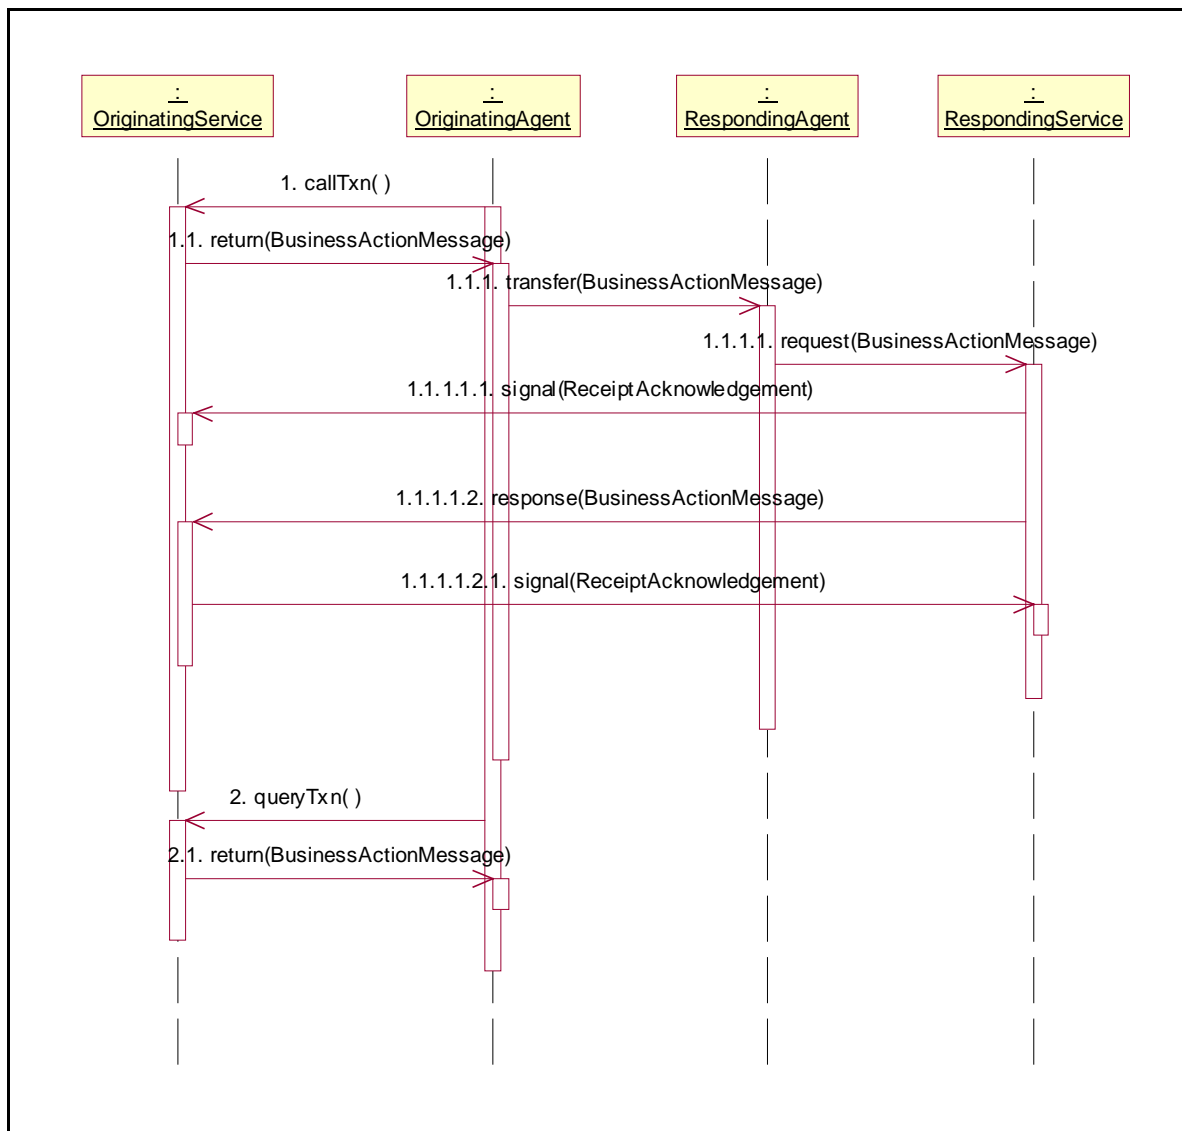 :
OriginatingService
:
OriginatingAgent
:
RespondingAgent
:
RespondingService
1. callTxn( )
1.1. return(BusinessActionMessage)
1.1.1. transfer(BusinessActionMessage)
1.1.1.1. request(BusinessActionMessage)
1.1.1.1.1. signal(ReceiptAcknowledgement)
1.1.1.1.2. response(BusinessActionMessage)
1.1.1.1.2.1. signal(ReceiptAcknowledgement)
2. queryTxn( )
2.1. return(BusinessActionMessage)